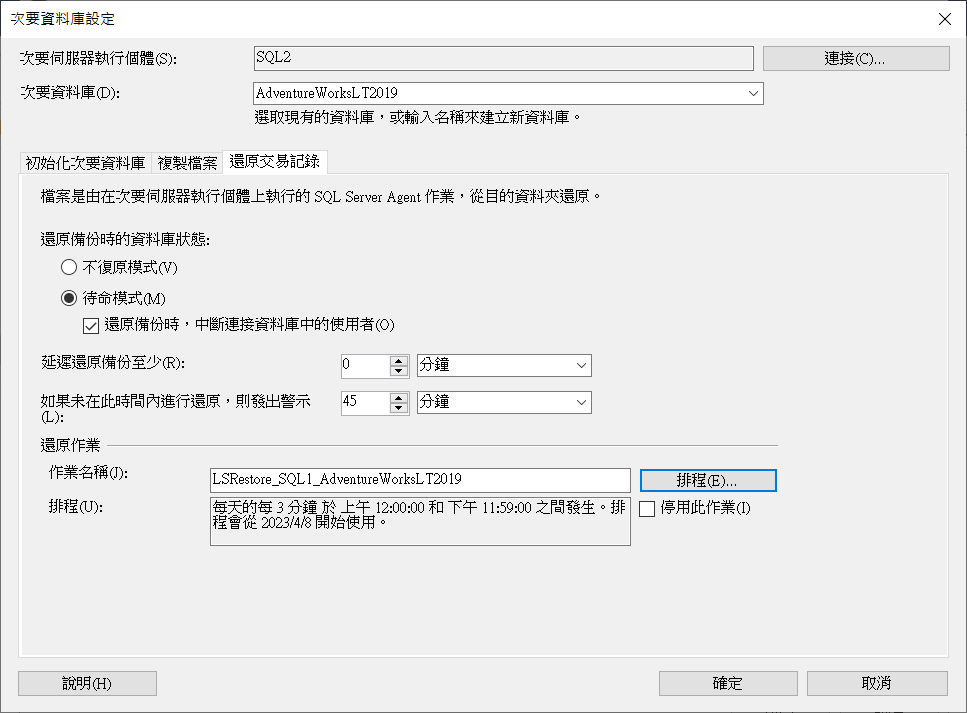 次要資料庫設定
次要伺服器執行個體(S):
SQL2
連接(C)...
次要資料庫(D):
AdventureWorksLT2019
選取現有的資料庫，或輸入名稱來建立新資料庫。
初始化次要資料庫 複製檔案 還原交易記錄
檔案是由在次要伺服器執行個體上執行的 SQL Server Agent 作業，從目的資料夾還原。
還原備份時的資料庫狀態:
不復原模式(V)
待命模式(M)
還原備份時，中斷連接資料庫中的使用者(O)
延遲還原備份至少(R):
0
分鐘
如果未在此時間內進行還原，則發出警示
(L):
45
分鐘
還原作業
作業名稱(J):
LSRestore_SQL1_AdventureWorksLT2019
排程(E)...
排程(U):
每天的每 3 分鐘 於 上午 12:00:00 和 下午 11:59:00 之間發生。排
程會從 2023/4/8 開始使用。
停用此作業(I)
說明(H)
確定
取消